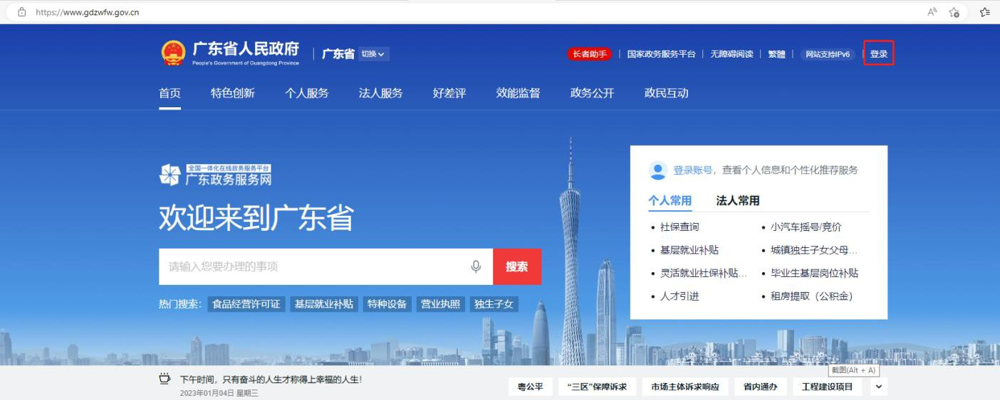 https://www.gdzwfw.gov.cn
广东省人民政府
People's Government of Guangdong Province
广东省 切换
长者助手 国家政务服务平台 无障碍阅读 繁體 网站支持IPv6 登录
首页 特色创新 个人服务 法人服务 好差评 效能监督 政务公开 政民互动
全国一体化在线政务服务平台
广东政务服务网
欢迎来到广东省
请输入您要办理的事项 搜索
热门搜索： 食品经营许可证 基层就业补贴 特种设备 营业执照 独生子女
登录账号，查看个人信息和个性化推荐服务
个人常用 法人常用
• 社保查询 • 小汽车摇号/竞价
• 基层就业补贴 • 城镇独生子女父母...
• 灵活就业社保补贴... • 毕业生基层岗位补贴
• 人才引进 • 租房提取（公积金）
截图(Alt + A)
下午时间，只有奋斗的人生才称得上幸福的人生！
2023年01月04日 星期三
粤公平 “三区”保障诉求 市场主体诉求响应 省内通办 工程建设项目